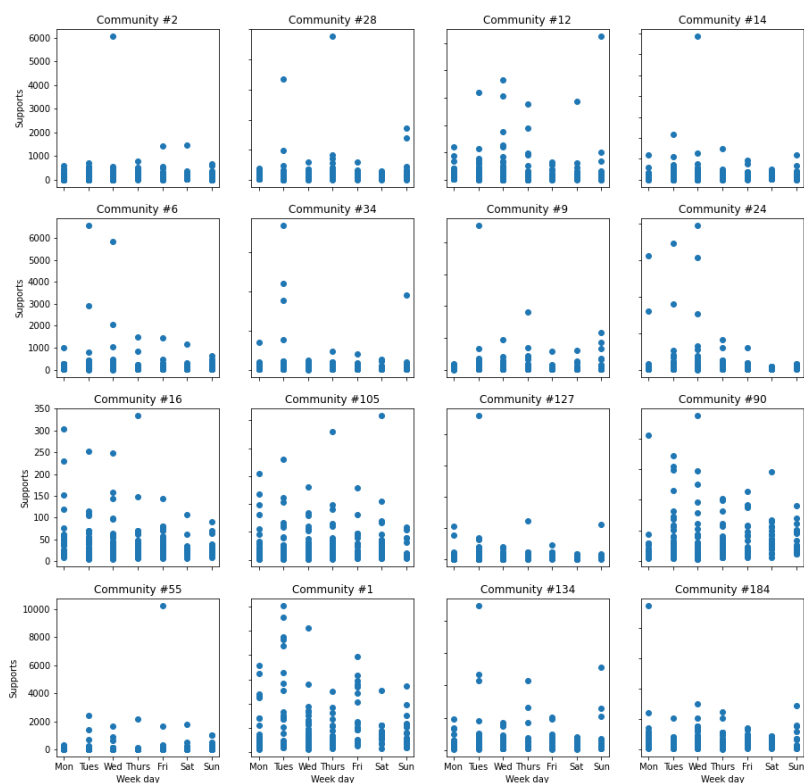 Community #2 Community #28 Community #12 Community #14
6000
5000
4000
3000
2000
1000
0
Supports
Community #6 Community #34 Community #9 Community #24
6000
5000
4000
3000
2000
1000
0
Supports
Community #16 Community #105 Community #127 Community #90
350
300
250
200
150
100
50
0
Supports
Community #55 Community #1 Community #134 Community #184
10000
8000
6000
4000
2000
0
Supports
Mon Tues Wed Thurs Fri Sat Sun Mon Tues Wed Thurs Fri Sat Sun Mon Tues Wed Thurs Fri Sat Sun Mon Tues Wed Thurs Fri Sat Sun
Week day Week day Week day Week day